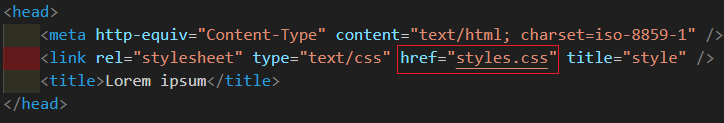 <head>
<meta http-equiv="Content-Type" content="text/html; charset=iso-8859-1" />
<link rel="stylesheet" type="text/css" href="styles.css" title="style" />
<title>Lorem ipsum</title>
</head>